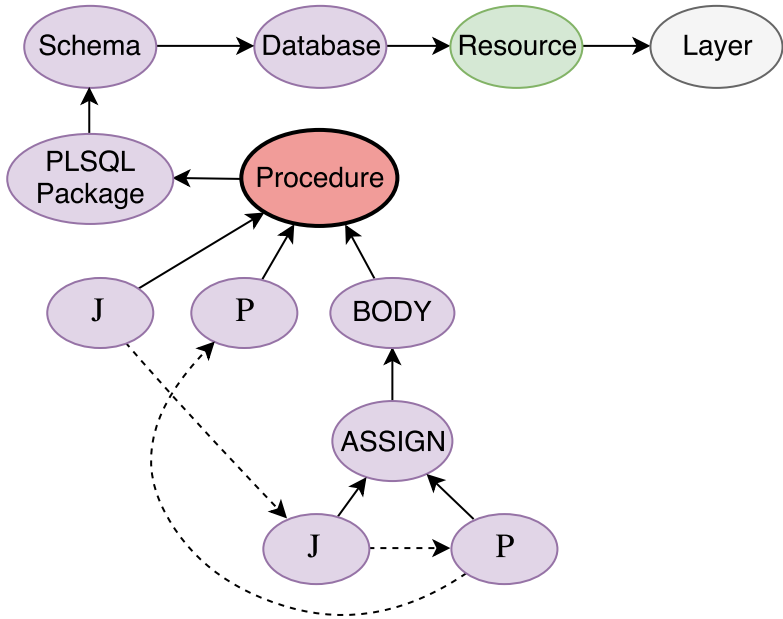 Schema
Database
Resource
Layer
PLSQL
Package
Procedure
J
P
BODY
ASSIGN
J
P